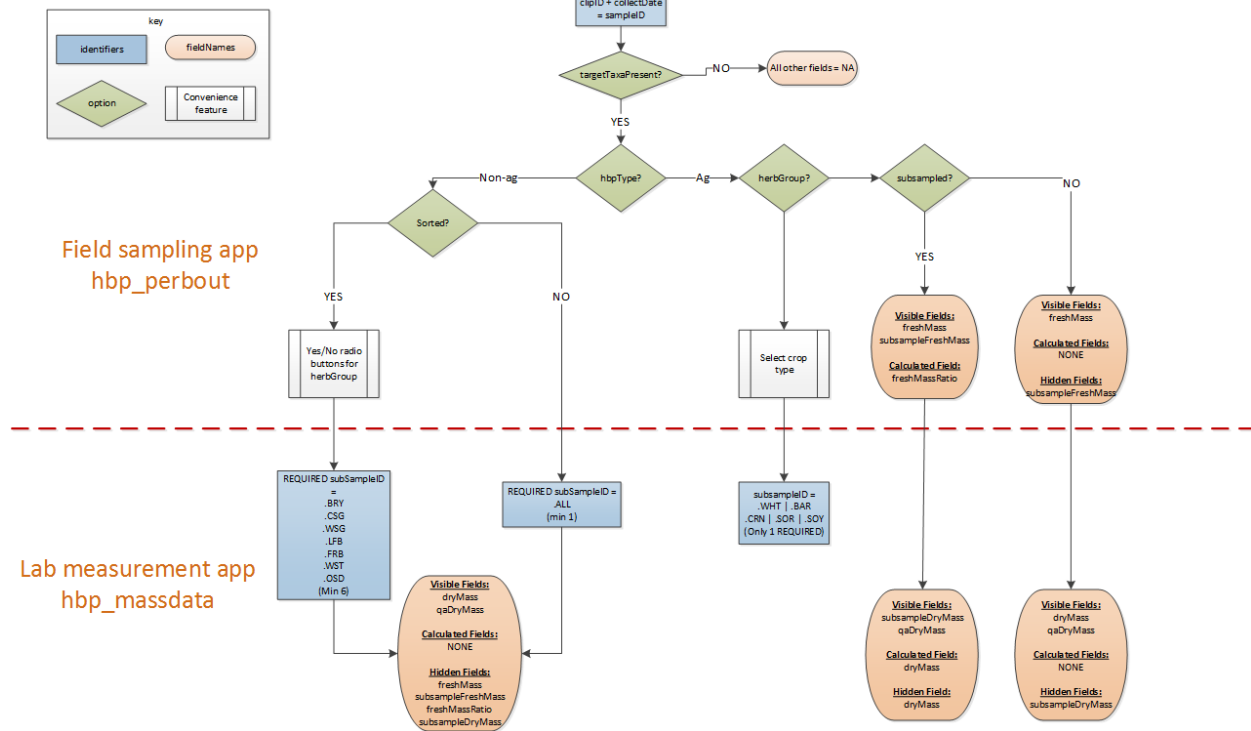 key
identifiers
fieldNames
option
Convenience
feature
clipID + collectDate
= sampleID
targetTaxaPresent?
NO
All other fields = NA
YES
Non-ag
hbpType?
Ag
herbGroup?
subsampled?
NO
Sorted?
Field sampling app
hbp_perbout
YES
NO
YES
Yes/No radio
buttons for
herbGroup
Select crop
type
Visible Fields:
freshMass
subsampleFreshMass
Calculated Field:
freshMassRatio
Visible Fields:
freshMass
Calculated Fields:
NONE
Hidden Fields:
subsampleFreshMass
Lab measurement app
hbp_massdata
REQUIRED subSampleID
=
.BRY
.CSG
.WSG
.LFB
.FRB
.WST
.OSD
(Min 6)
REQUIRED subSampleID =
.ALL
(min 1)
subsampleID =
.WHT | .BAR
.CRN | .SOR | .SOY
(Only 1 REQUIRED)
Visible Fields:
dryMass
qaDryMass
Calculated Fields:
NONE
Hidden Fields:
freshMass
subsampleFreshMass
freshMassRatio
subsampleDryMass
Visible Fields:
subsampleDryMass
qaDryMass
Calculated Field:
dryMass
Hidden Field:
dryMass
Visible Fields:
dryMass
qaDryMass
Calculated Fields:
NONE
Hidden Fields:
subsampleDryMass